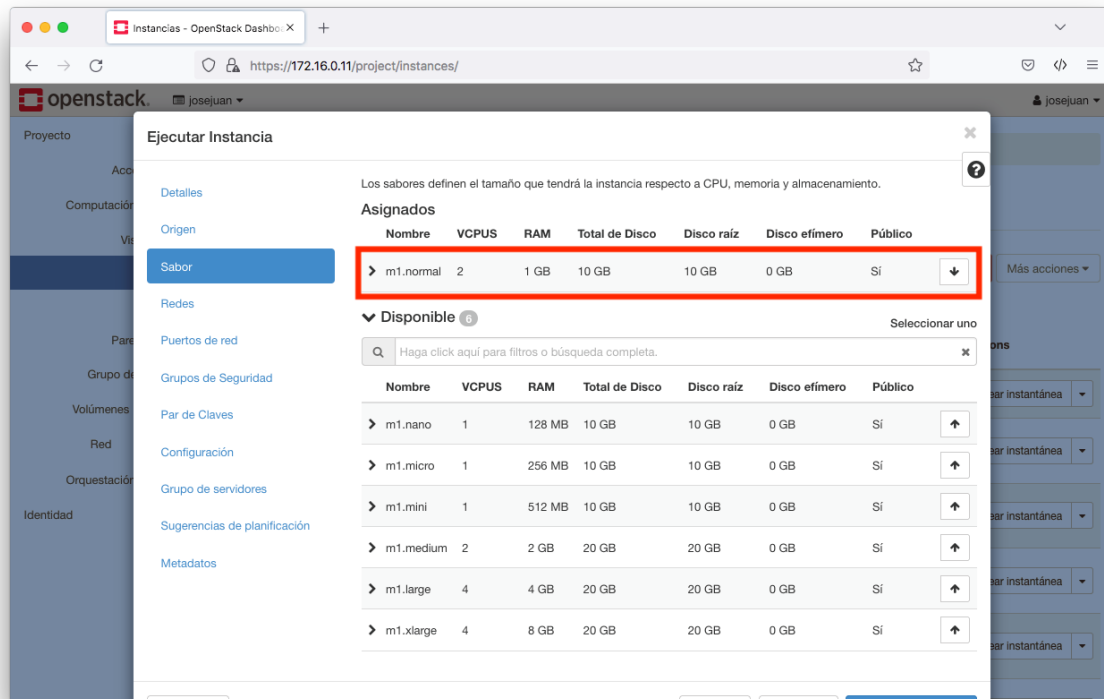 Instancias - OpenStack Dashbo
https://172.16.0.11/project/instances/
openstack. josejuan josejuan
Proyecto
Ejecutar Instancia
Acc
Computación
Vis
Pare
Grupo de
Volúmenes
Red
Orquestación
Identidad
Detalles
Origen
Sabor
Redes
Puertos de red
Grupos de Seguridad
Par de Claves
Configuración
Grupo de servidores
Sugerencias de planificación
Metadatos
Los sabores definen el tamaño que tendrá la instancia respecto a CPU, memoria y almacenamiento.
Asignados
Nombre VCPUS RAM Total de Disco Disco raíz Disco efímero Público
m1.normal 2 1 GB 10 GB 10 GB 0 GB Sí
Disponible 6
Seleccionar uno
Haga click aquí para filtros o búsqueda completa.
Nombre VCPUS RAM Total de Disco Disco raíz Disco efímero Público
m1.nano 1 128 MB 10 GB 10 GB 0 GB Sí
m1.micro 1 256 MB 10 GB 10 GB 0 GB Sí
m1.mini 1 512 MB 10 GB 10 GB 0 GB Sí
m1.medium 2 2 GB 20 GB 20 GB 0 GB Sí
m1.large 4 4 GB 20 GB 20 GB 0 GB Sí
m1.xlarge 4 8 GB 20 GB 20 GB 0 GB Sí
Más acciones
ons
ear instantánea
ear instantánea
ear instantánea
ear instantánea
ear instantánea